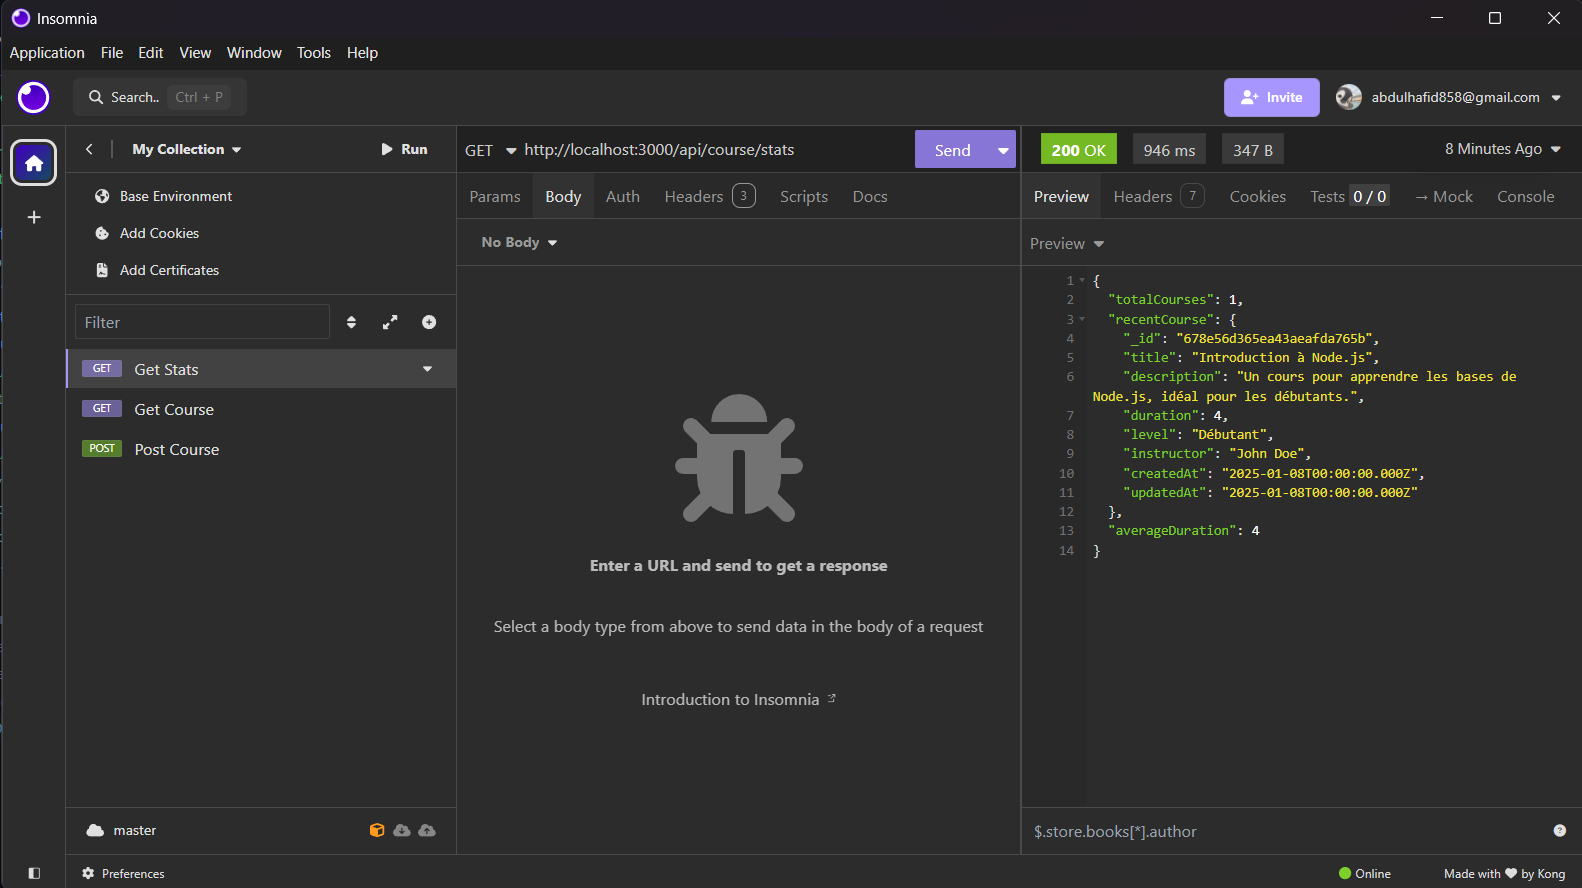 Insomnia
Application File Edit View Window Tools Help
Search.. Ctrl + P
Invite
abdulhafid858@gmail.com
My Collection
Run
Base Environment
Add Cookies
Add Certificates
Filter
GET Get Stats
GET Get Course
POST Post Course
master
Preferences
GET http://localhost:3000/api/course/stats
Send
Params Body Auth Headers 3 Scripts Docs
No Body
Enter a URL and send to get a response
Select a body type from above to send data in the body of a request
Introduction to Insomnia
200 OK 946 ms 347 B 8 Minutes Ago
Preview Headers 7 Cookies Tests 0 / 0 → Mock Console
Preview
1 {
2 "totalCourses": 1,
3 "recentCourse": {
4 "_id": "678e56d365ea43aeafda765b",
5 "title": "Introduction à Node.js",
6 "description": "Un cours pour apprendre les bases de
Node.js, idéal pour les débutants.",
7 "duration": 4,
8 "level": "Débutant",
9 "instructor": "John Doe",
10 "createdAt": "2025-01-08T00:00:00.000Z",
11 "updatedAt": "2025-01-08T00:00:00.000Z"
12 },
13 "averageDuration": 4
14 }
$.store.books[*].author
Online
Made with ♥ by Kong